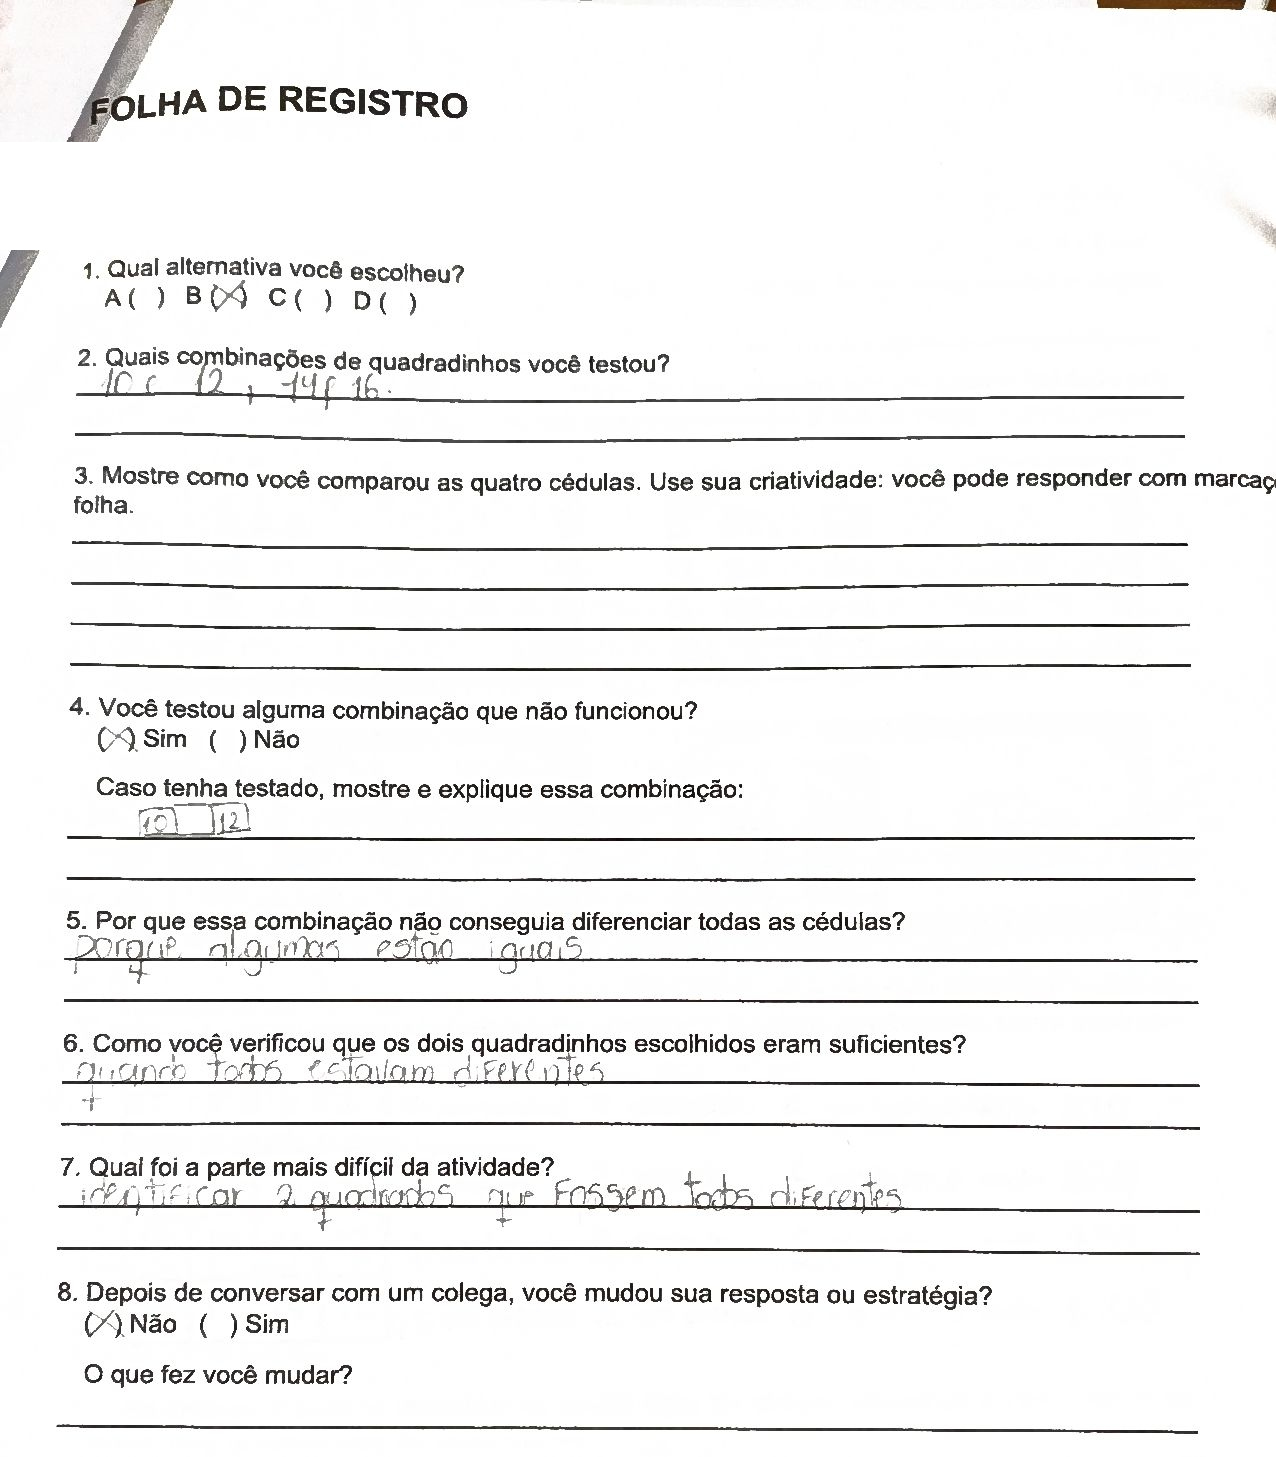 FOLHA DE REGISTRO
1. Qual alternativa você escolheu?
A ( ) B (X) C ( ) D ( )
2. Quais combinações de quadradinhos você testou?
10 , 12 , 14 , 16.
3. Mostre como você comparou as quatro cédulas. Use sua criatividade: você pode responder com marcaç
folha.
4. Você testou alguma combinação que não funcionou?
(X) Sim ( ) Não
Caso tenha testado, mostre e explique essa combinação:
10 12
5. Por que essa combinação não conseguia diferenciar todas as cédulas?
porque algumas estão iguais
6. Como você verificou que os dois quadradinhos escolhidos eram suficientes?
quando todos estavam diferentes
7. Qual foi a parte mais difícil da atividade?
identificar 2 quadrados que fossem todos diferentes
8. Depois de conversar com um colega, você mudou sua resposta ou estratégia?
(X) Não ( ) Sim
O que fez você mudar?